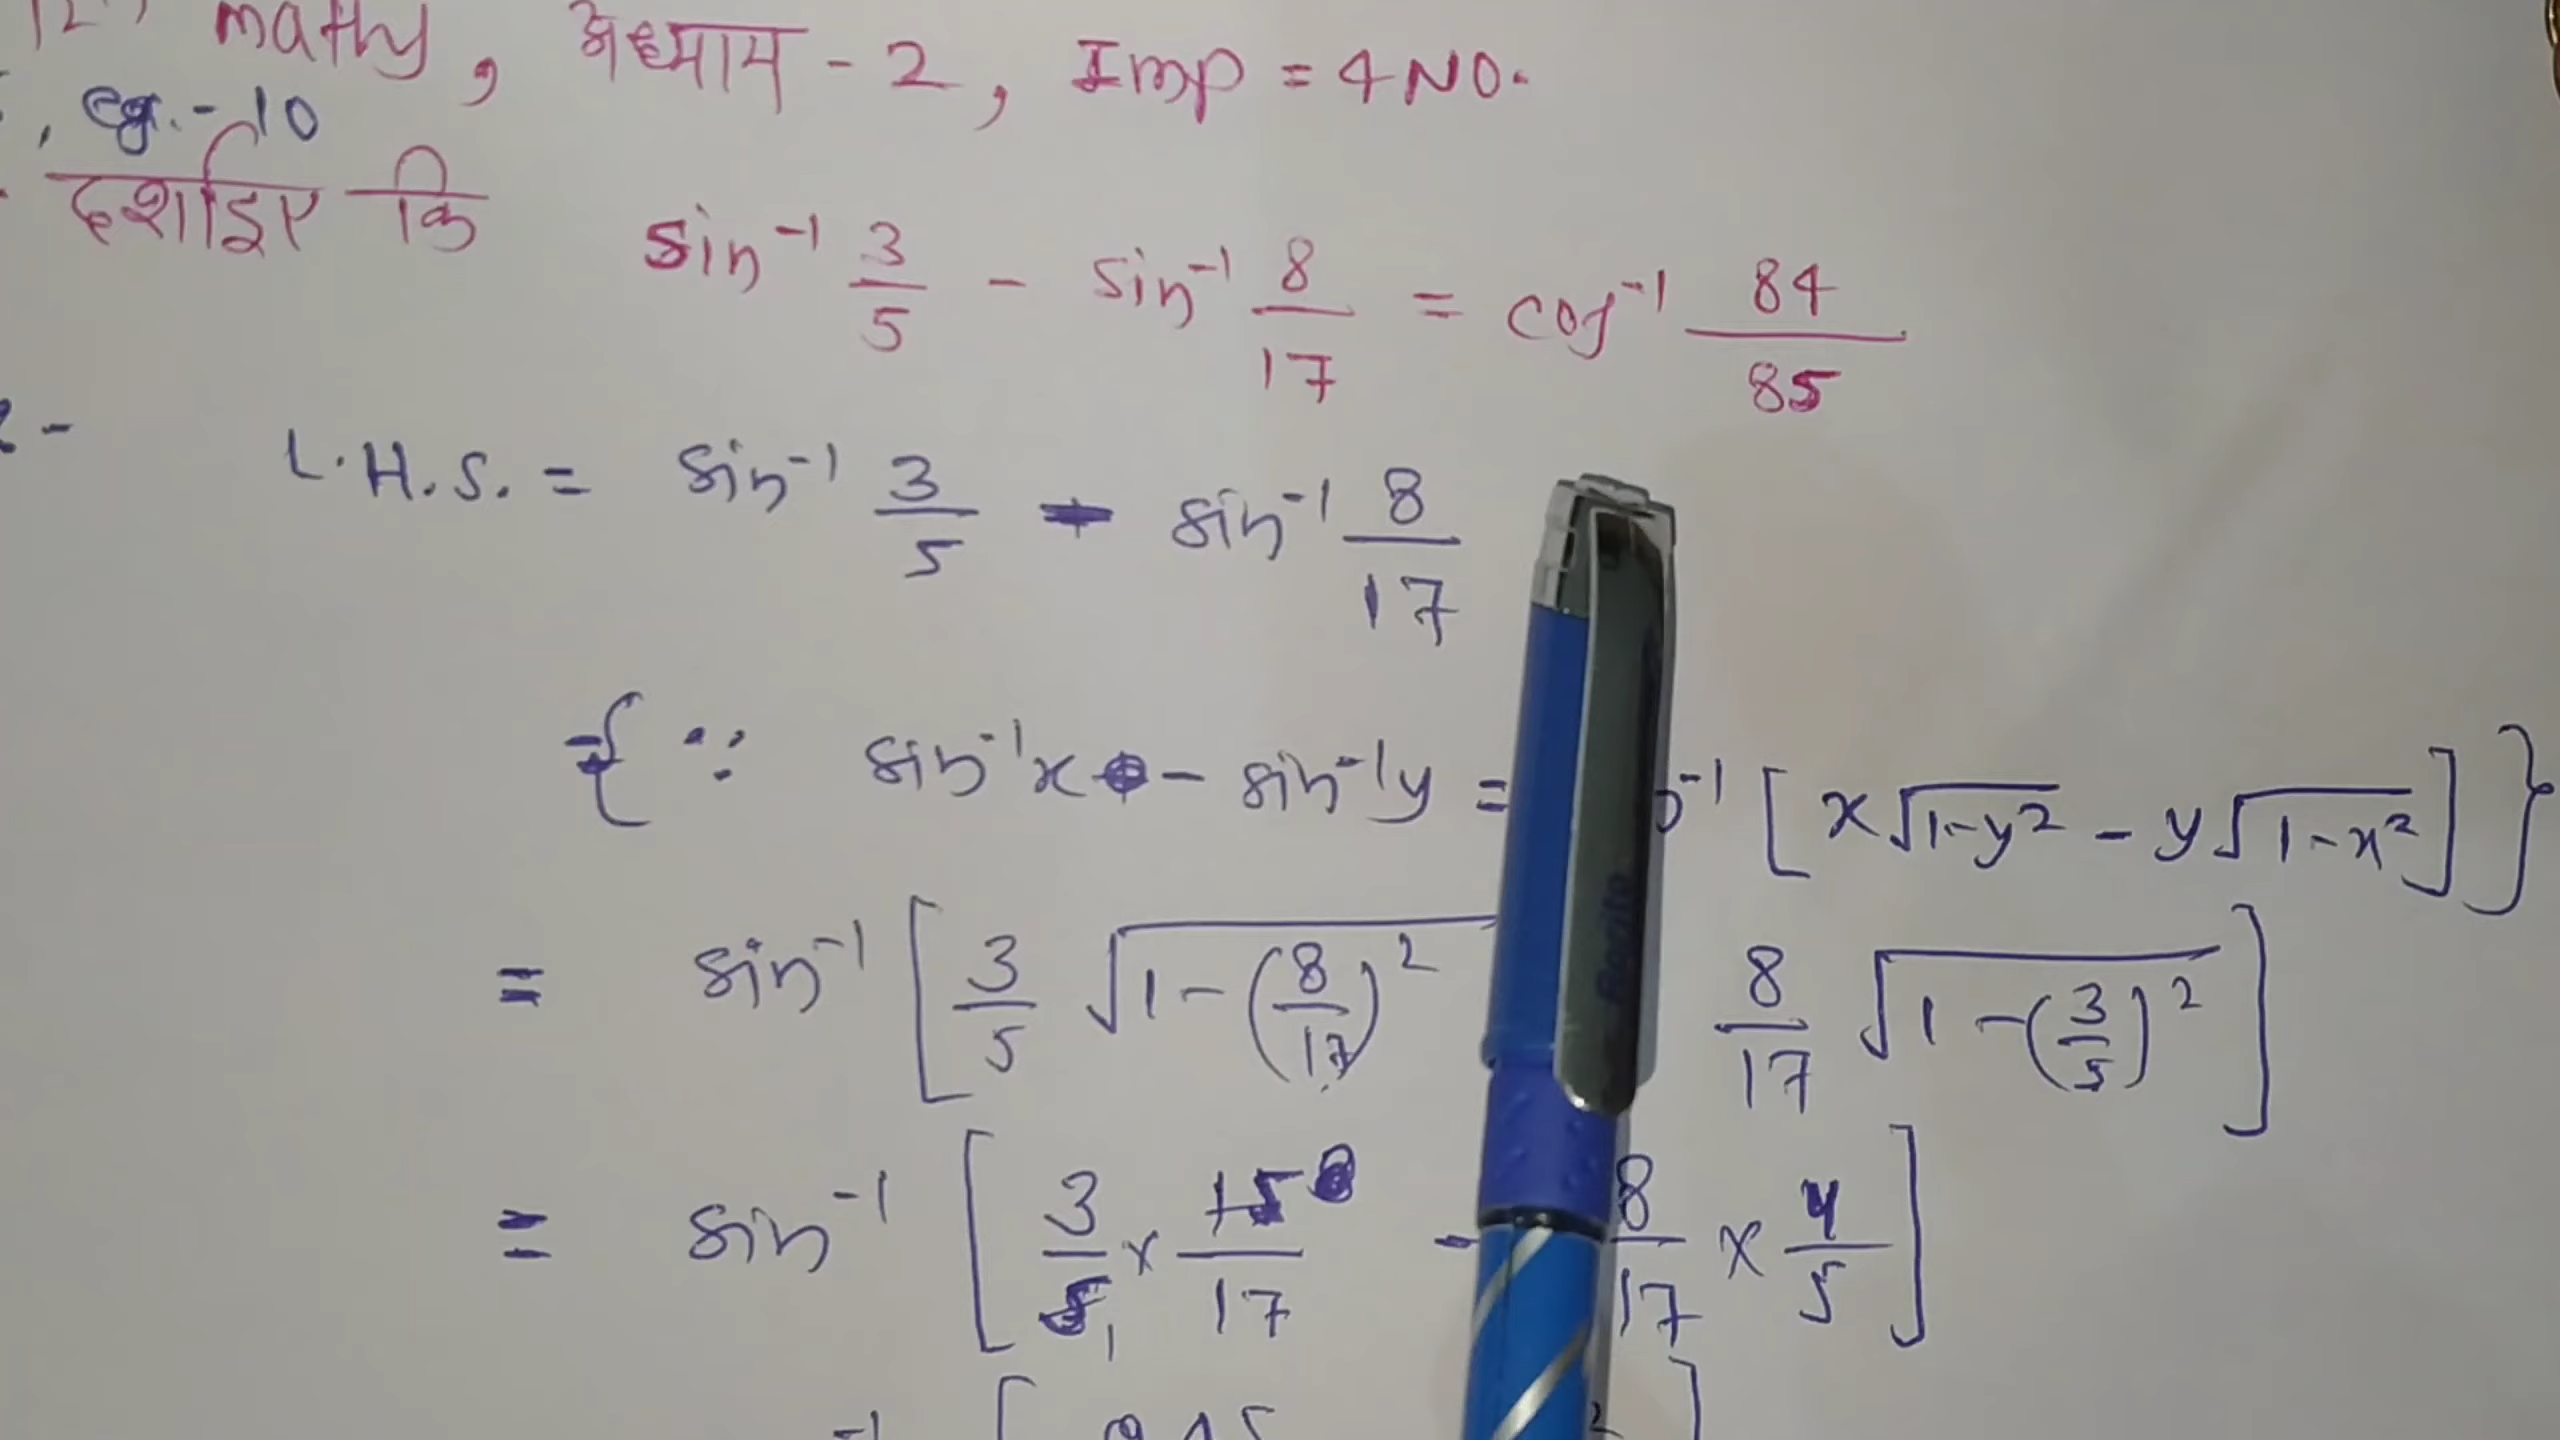 maths, अध्याय - 2, Imp = 4 NO.
, eg. - 10
दर्शाइए कि sin⁻¹ 3/5 - sin⁻¹ 8/17 = cos⁻¹ 84/85
L.H.S. = sin⁻¹ 3/5 - sin⁻¹ 8/17
{ ∵ sin⁻¹x - sin⁻¹y = ⁻¹ [x√1-y² - y√1-x²] }
= sin⁻¹ [3/5 √1-(8/17)² 8/17 √1-(3/5)²]
= sin⁻¹ [3/5 × 15/17 - 8/17 × 4/5]